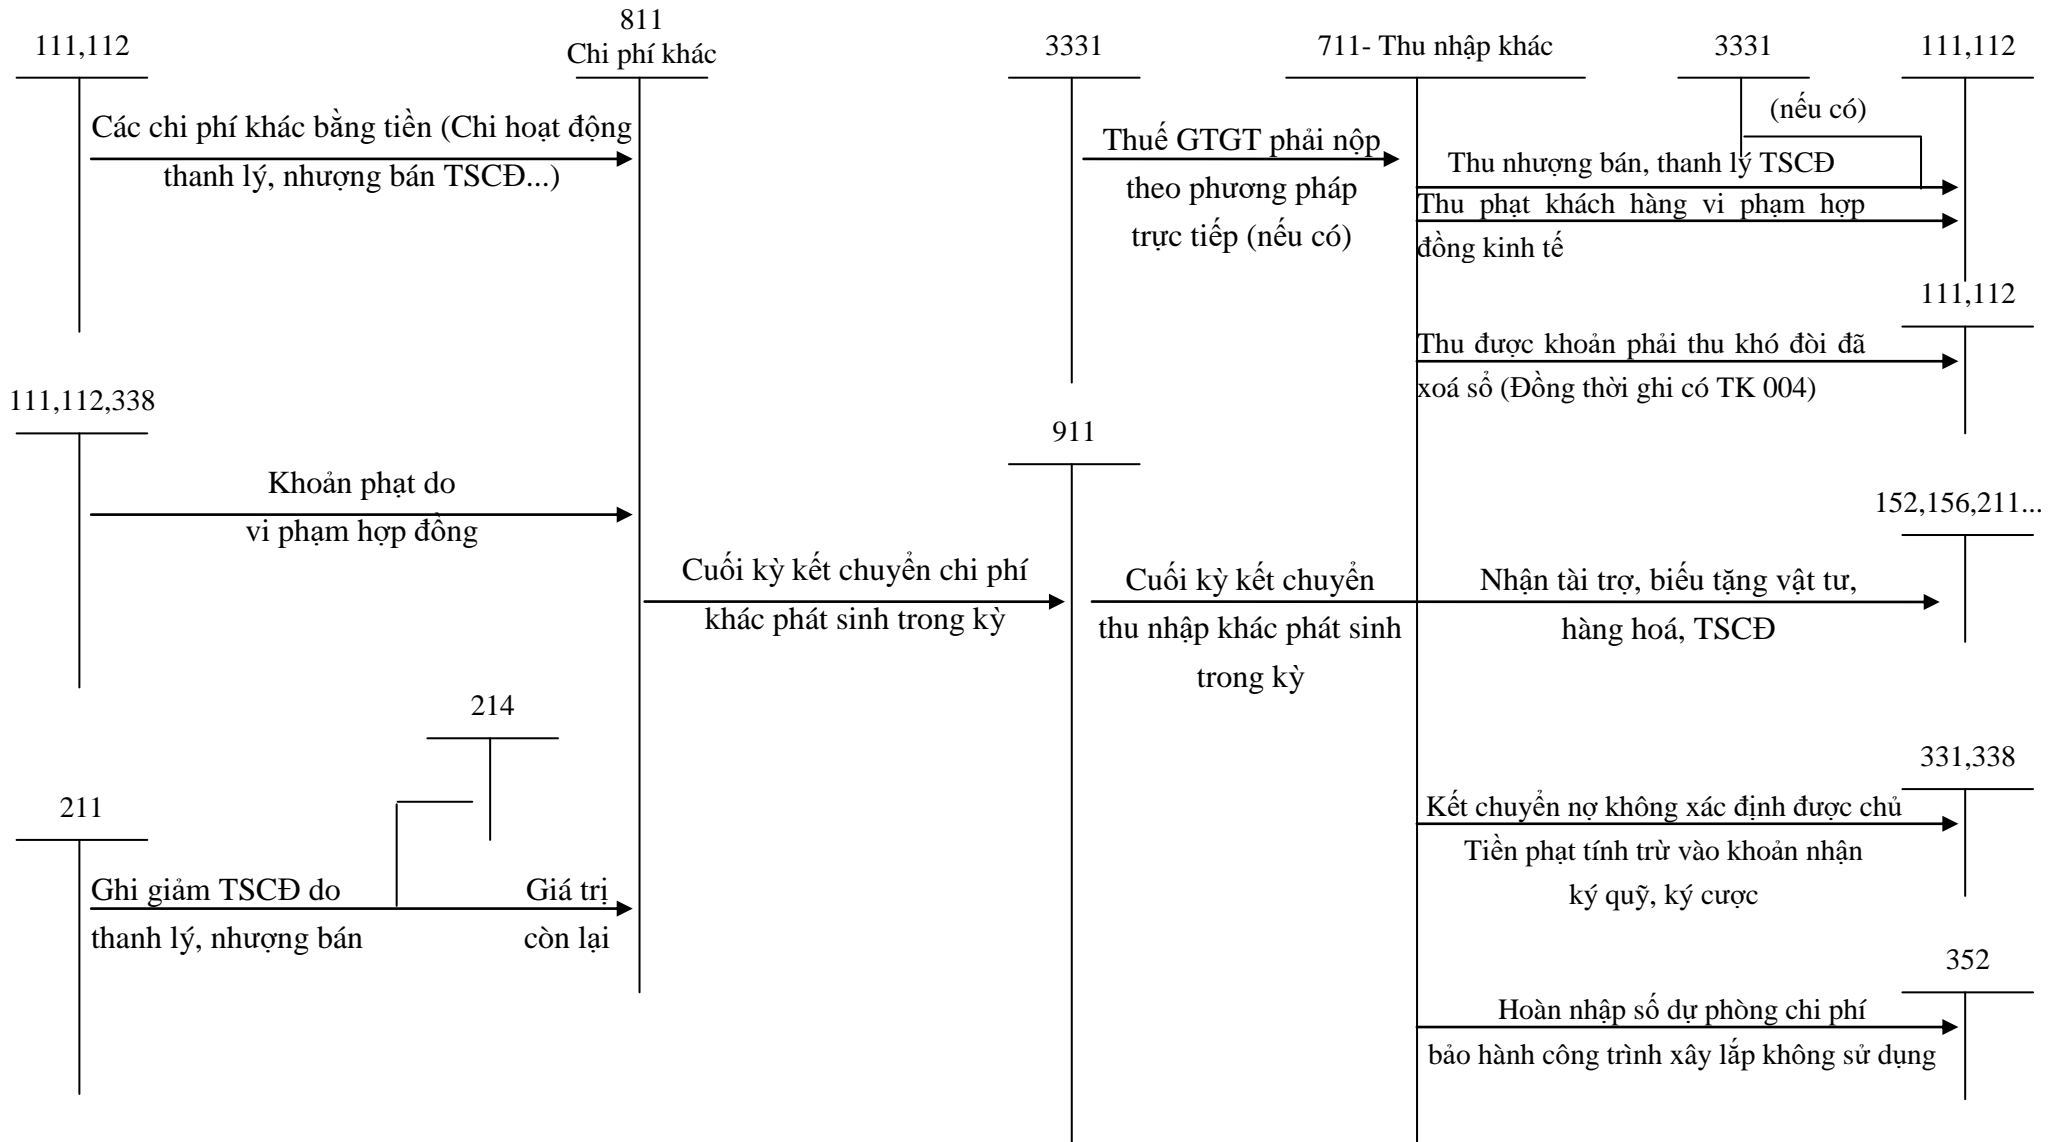 111,112
811
Chi phí khác
3331
711- Thu nhập khác
3331
111,112
(nếu có)
Các chi phí khác bằng tiền (Chi hoạt động
thanh lý, nhượng bán TSCĐ...)
Thuế GTGT phải nộp
theo phương pháp
trực tiếp (nếu có)
Thu nhượng bán, thanh lý TSCĐ
Thu phạt khách hàng vi phạm hợp
đồng kinh tế
111,112
Thu được khoản phải thu khó đòi đã
xoá sổ (Đồng thời ghi có TK 004)
111,112,338
911
Khoản phạt do
vi phạm hợp đồng
152,156,211...
Cuối kỳ kết chuyển chi phí
khác phát sinh trong kỳ
Cuối kỳ kết chuyển
thu nhập khác phát sinh
trong kỳ
Nhận tài trợ, biếu tặng vật tư,
hàng hoá, TSCĐ
214
331,338
211
Kết chuyển nợ không xác định được chủ
Tiền phạt tính trừ vào khoản nhận
ký quỹ, ký cược
Ghi giảm TSCĐ do
thanh lý, nhượng bán
Giá trị
còn lại
352
Hoàn nhập số dự phòng chi phí
bảo hành công trình xây lắp không sử dụng